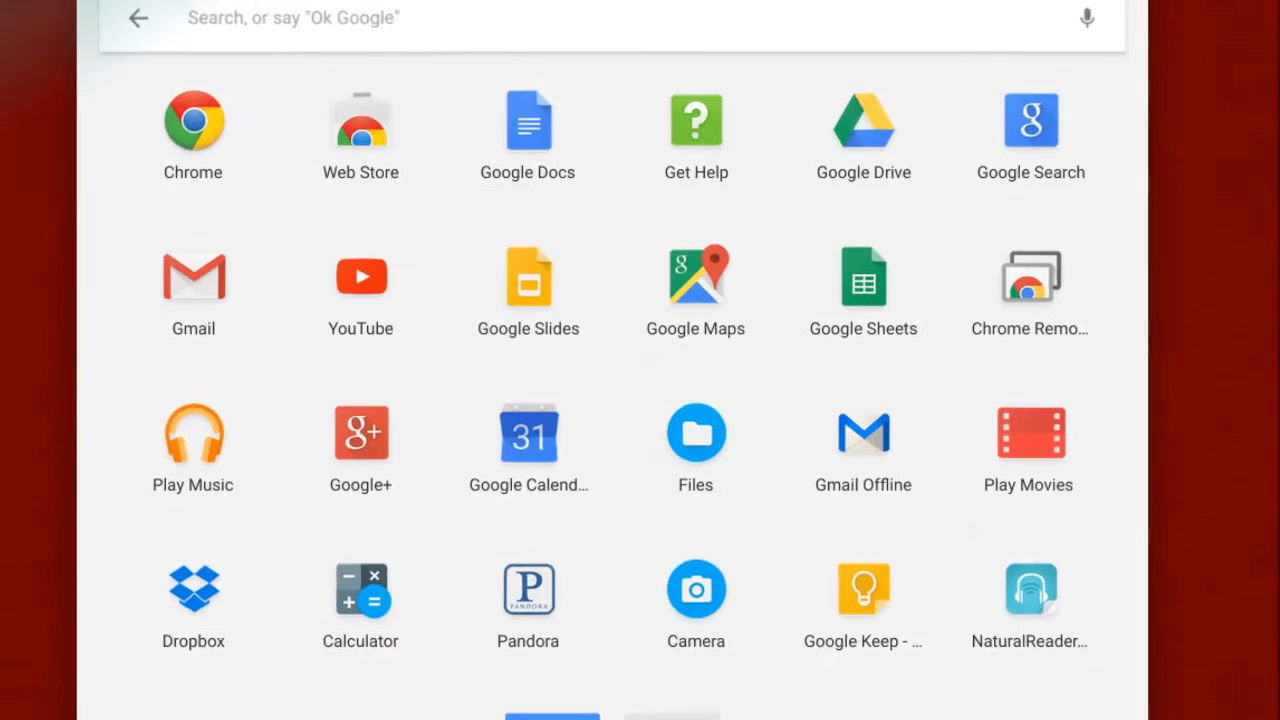 Search, or say "Ok Google"
Chrome
Web Store
Google Docs
Get Help
Google Drive
Google Search
Gmail
YouTube
Google Slides
Google Maps
Google Sheets
Chrome Remo...
Play Music
Google+
31
Google Calend...
Files
Gmail Offline
Play Movies
Dropbox
Calculator
P
PANDORA
Pandora
Camera
Google Keep - ...
NaturalReader...